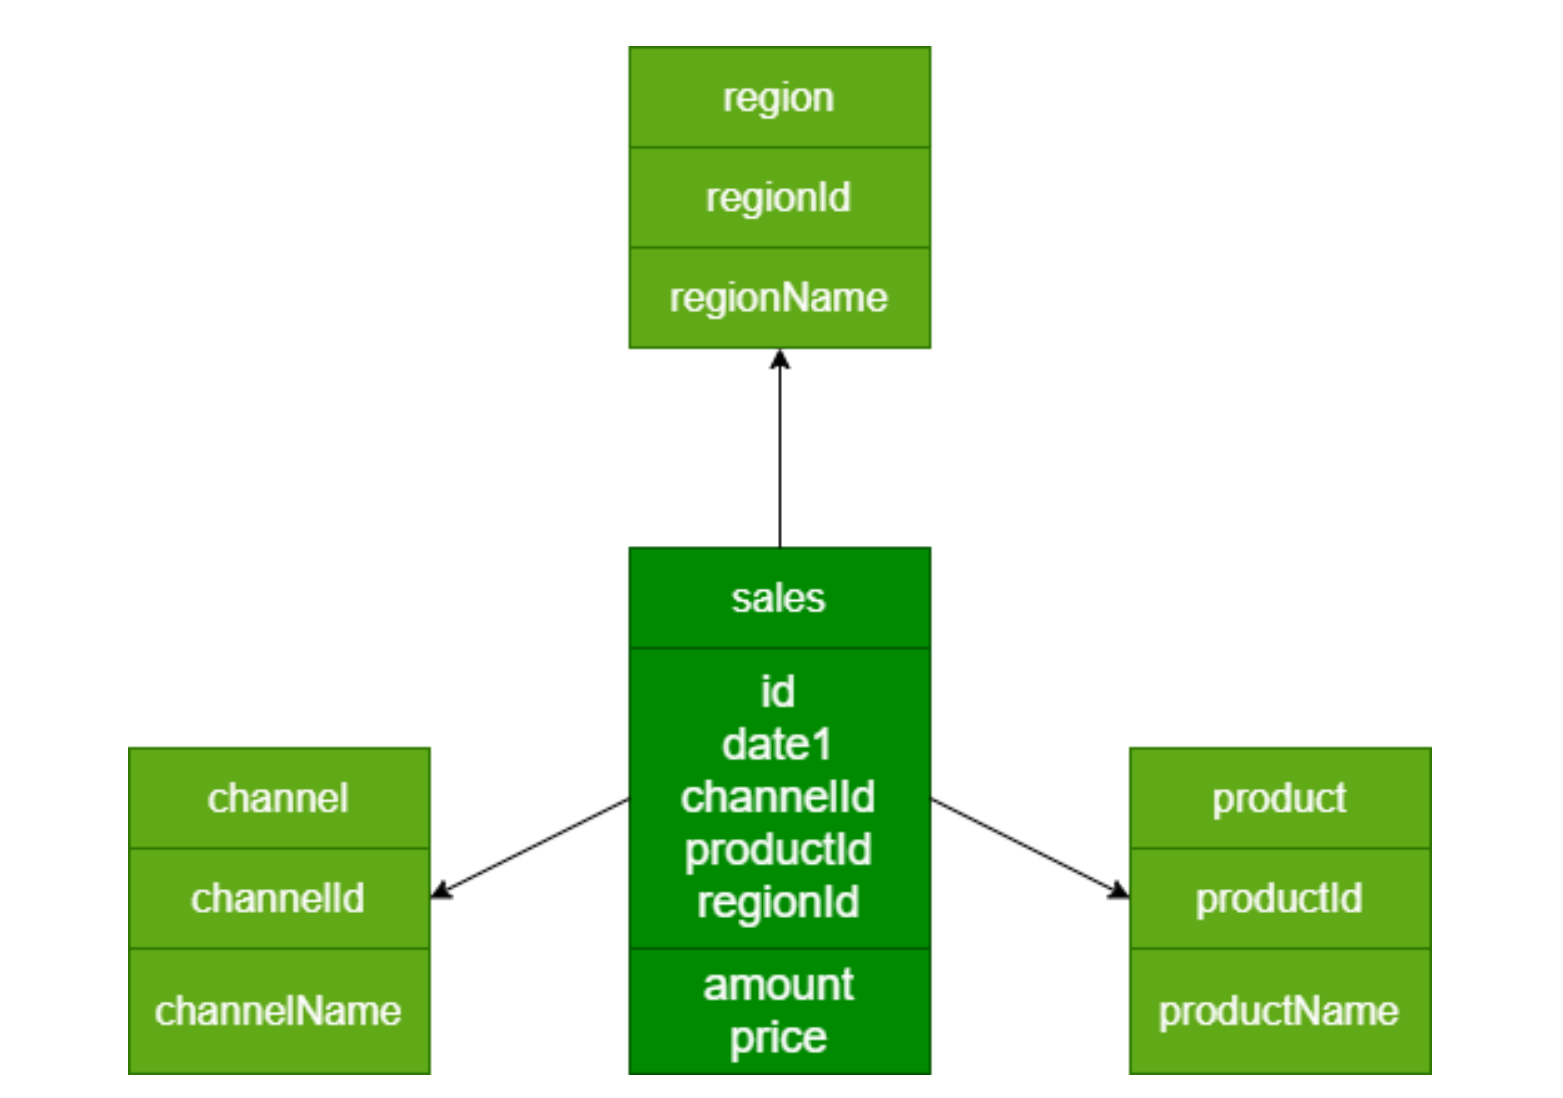 region
regionId
regionName
sales
id
date1
channelId
productId
regionId
amount
price
channel
channelId
channelName
product
productId
productName